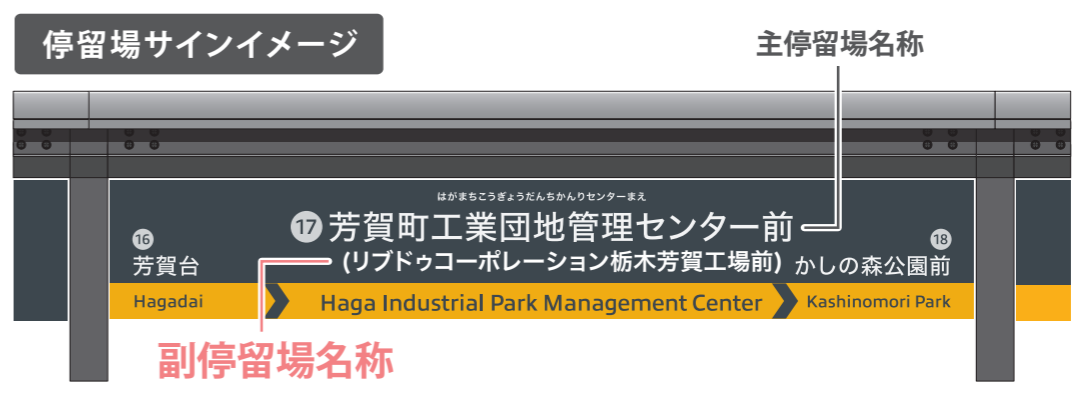 停留場サインイメージ
主停留場名称
はがまちこうぎょうだんちかんりセンターまえ
17 芳賀町工業団地管理センター前
(リブドゥコーポレーション栃木芳賀工場前)
16
芳賀台
18
かしの森公園前
Hagadai
Haga Industrial Park Management Center
Kashinomori Park
副停留場名称